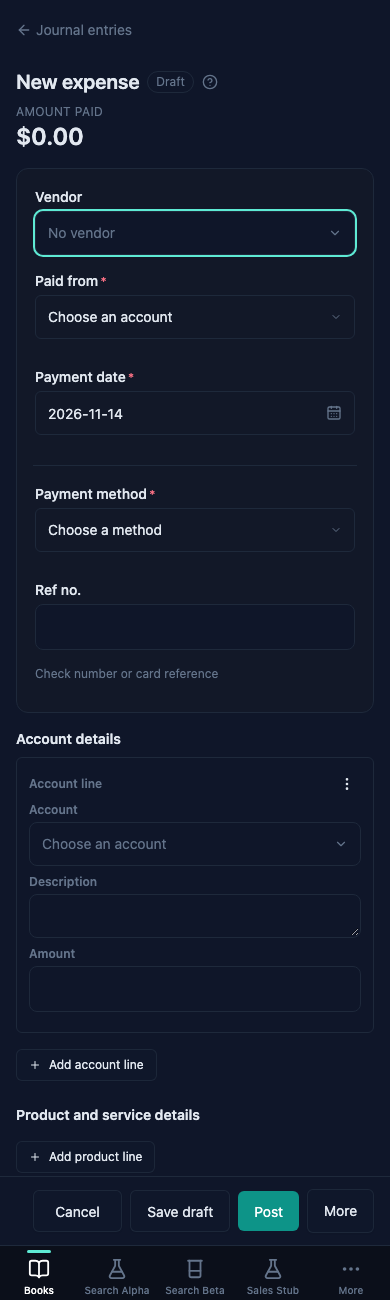 Journal entries
New expense Draft
AMOUNT PAID
$0.00
Vendor
No vendor
Paid from *
Choose an account
Payment date *
2026-11-14
Payment method *
Choose a method
Ref no.
Check number or card reference
Account details
Account line
Account
Choose an account
Description
Amount
+ Add account line
Product and service details
+ Add product line
Cancel Save draft Post More
Books Search Alpha Search Beta Sales Stub More